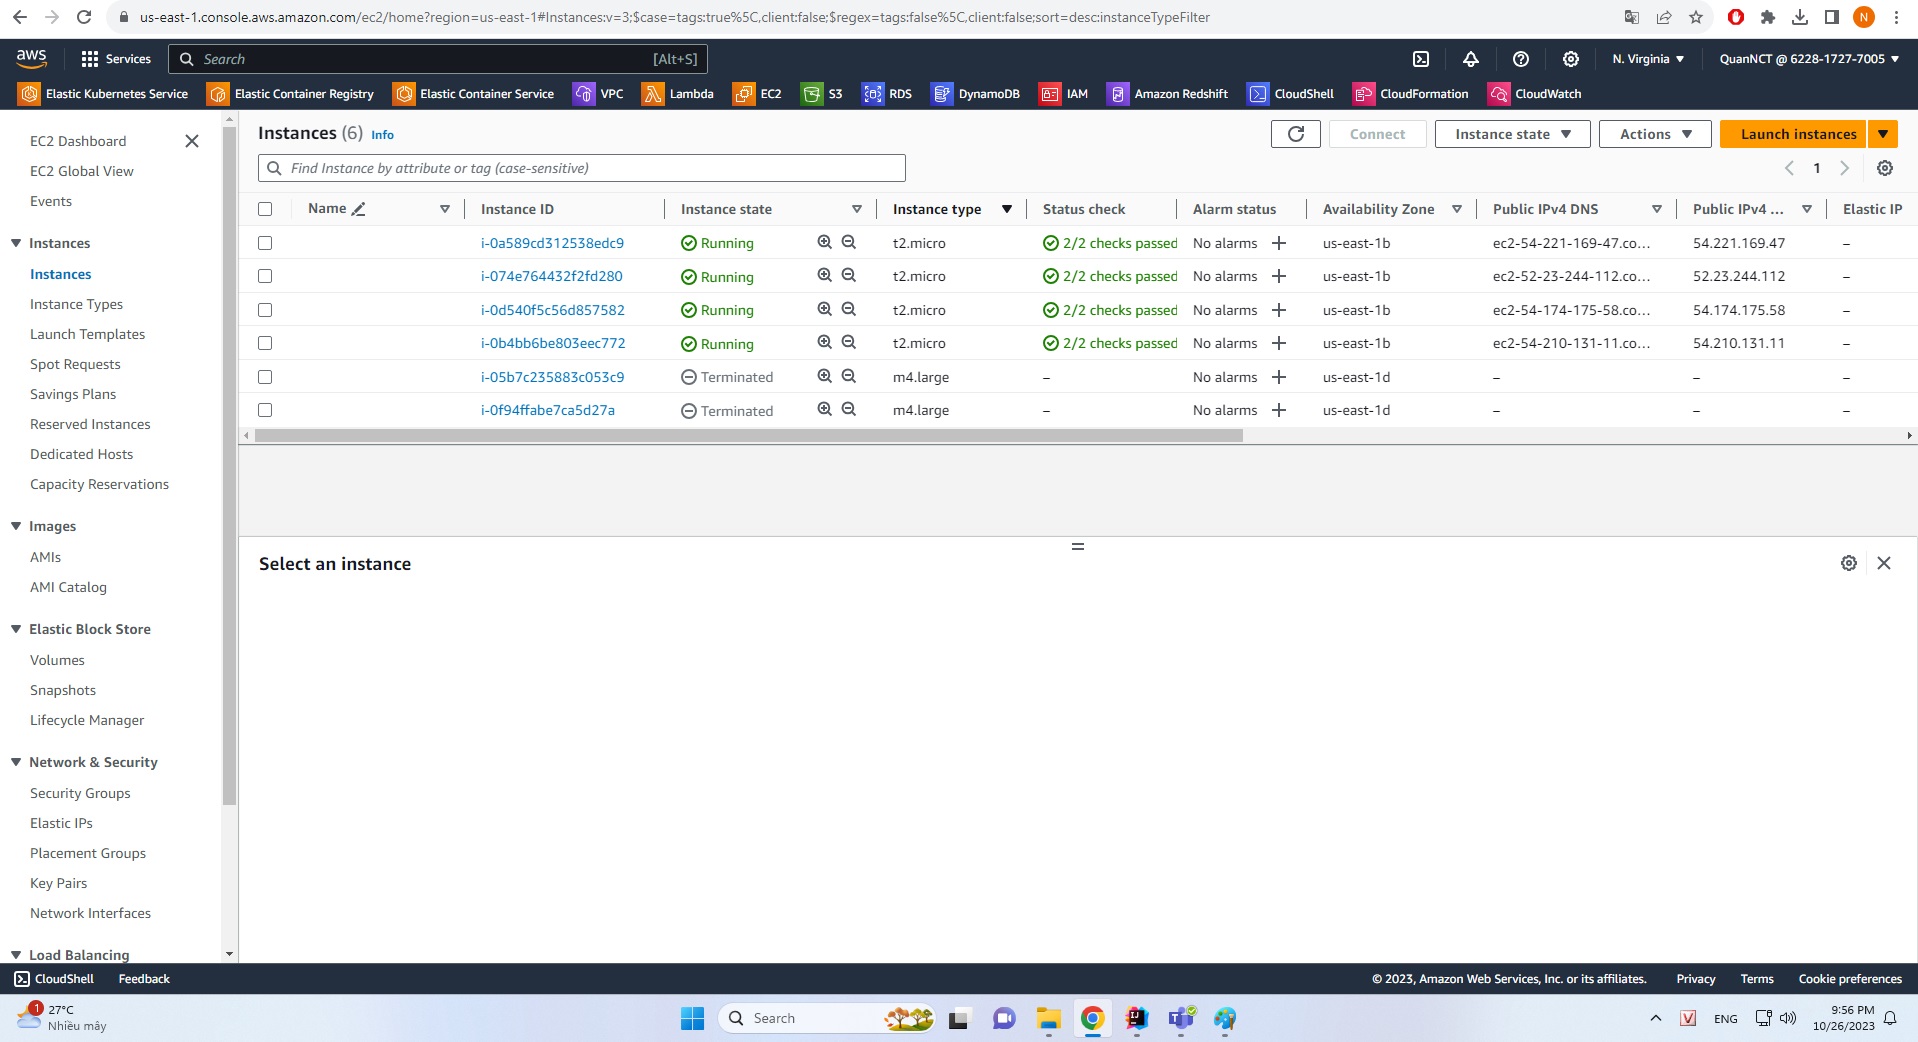 us-east-1.console.aws.amazon.com/ec2/home?region=us-east-1#Instances:v=3;$case=tags:true%5C,client:false;$regex=tags:false%5C,client:false;sort=desc:instanceTypeFilter
N
aws Services Search [Alt+S] N. Virginia QuanNCT @ 6228-1727-7005
Elastic Kubernetes Service Elastic Container Registry Elastic Container Service VPC Lambda EC2 S3 RDS DynamoDB IAM Amazon Redshift CloudShell CloudFormation CloudWatch
EC2 Dashboard
EC2 Global View
Events
Instances
Instances
Instance Types
Launch Templates
Spot Requests
Savings Plans
Reserved Instances
Dedicated Hosts
Capacity Reservations
Images
AMIs
AMI Catalog
Elastic Block Store
Volumes
Snapshots
Lifecycle Manager
Network & Security
Security Groups
Elastic IPs
Placement Groups
Key Pairs
Network Interfaces
Load Balancing
Instances (6) Info Connect Instance state Actions Launch instances
Find Instance by attribute or tag (case-sensitive) 1
Name Instance ID Instance state Instance type Status check Alarm status Availability Zone Public IPv4 DNS Public IPv4 ... Elastic IP
i-0a589cd312538edc9 Running t2.micro 2/2 checks passed No alarms us-east-1b ec2-54-221-169-47.co... 54.221.169.47 –
i-074e764432f2fd280 Running t2.micro 2/2 checks passed No alarms us-east-1b ec2-52-23-244-112.co... 52.23.244.112 –
i-0d540f5c56d857582 Running t2.micro 2/2 checks passed No alarms us-east-1b ec2-54-174-175-58.co... 54.174.175.58 –
i-0b4bb6be803eec772 Running t2.micro 2/2 checks passed No alarms us-east-1b ec2-54-210-131-11.co... 54.210.131.11 –
i-05b7c235883c053c9 Terminated m4.large – No alarms us-east-1d – – –
i-0f94ffabe7ca5d27a Terminated m4.large – No alarms us-east-1d – – –
Select an instance
CloudShell Feedback © 2023, Amazon Web Services, Inc. or its affiliates. Privacy Terms Cookie preferences
1 27°C
Nhiều mây
Search
V ENG
9:56 PM
10/26/2023